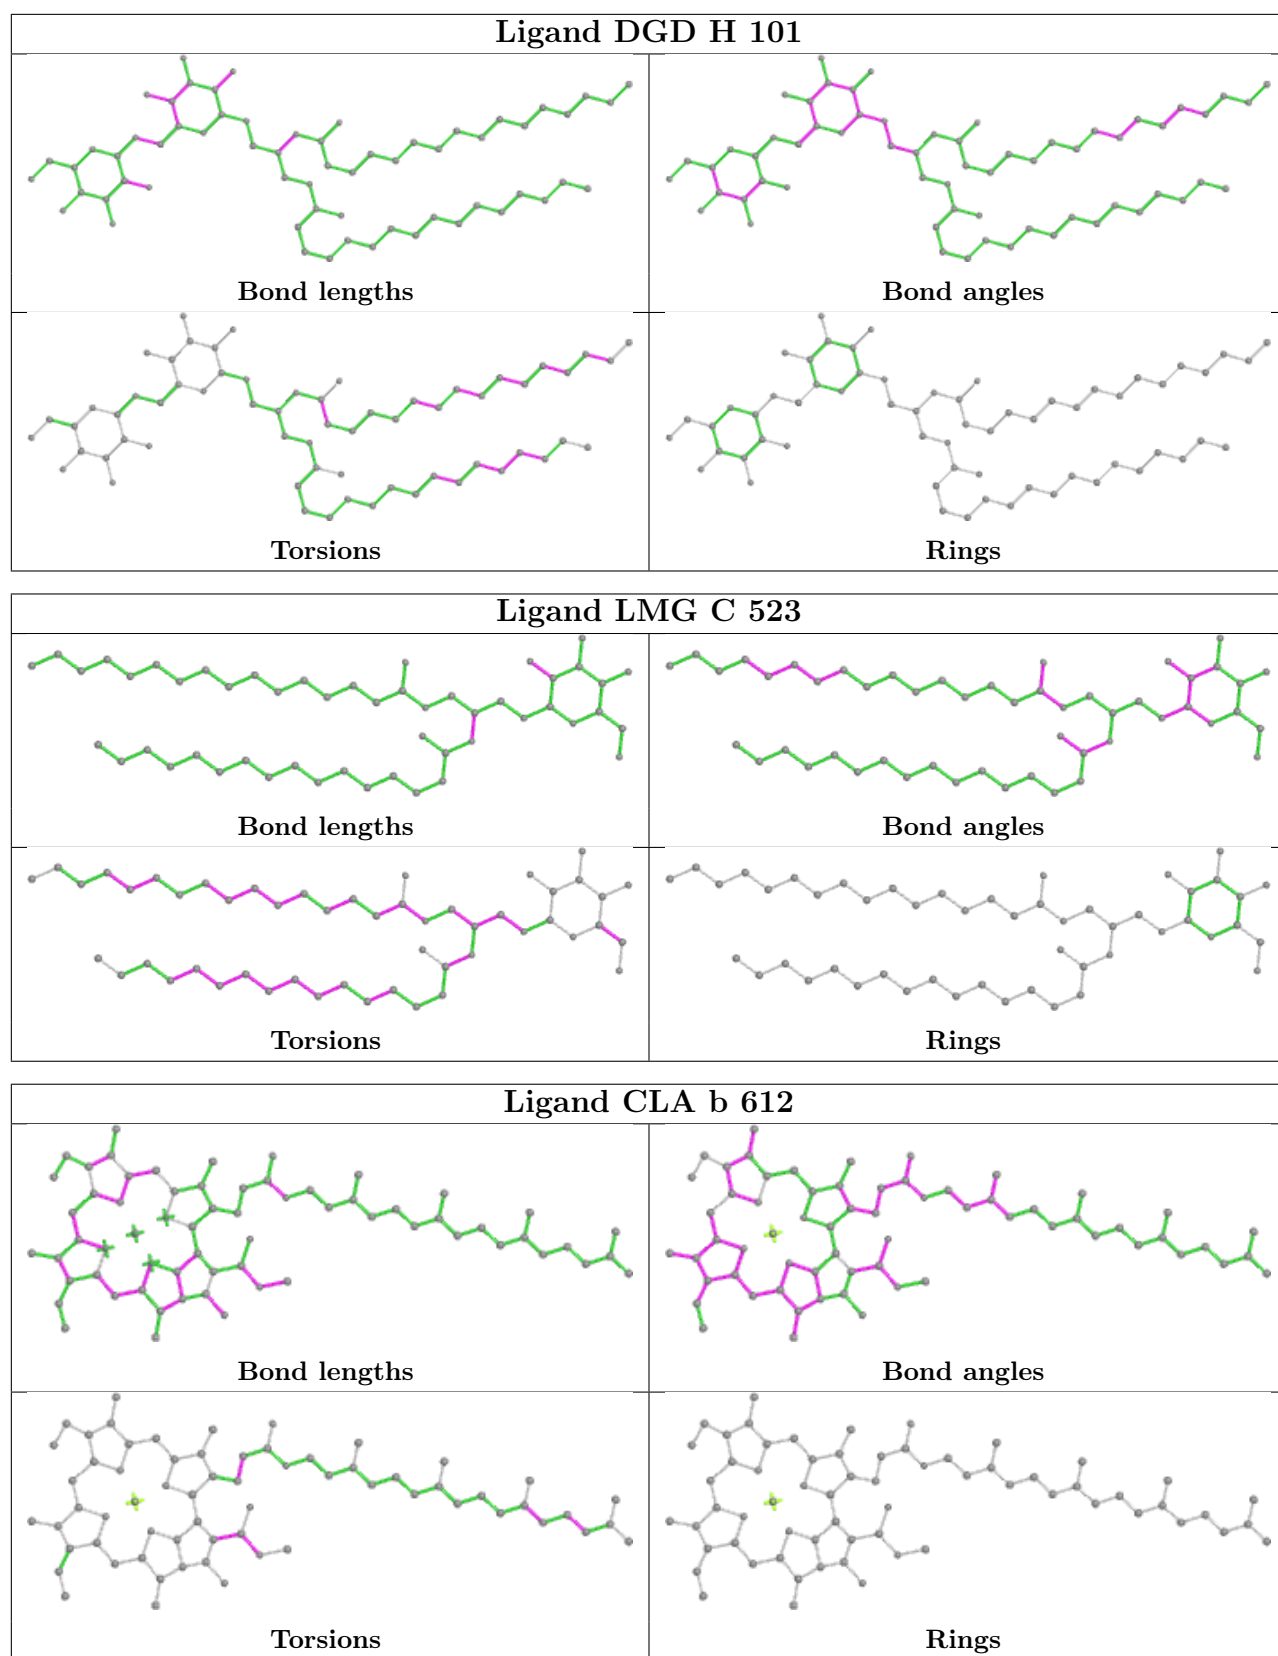 Ligand DGD H 101
Bond lengths
Bond angles
Torsions
Rings
Ligand LMG C 523
Bond lengths
Bond angles
Torsions
Rings
Ligand CLA b 612
Bond lengths
Bond angles
Torsions
Rings